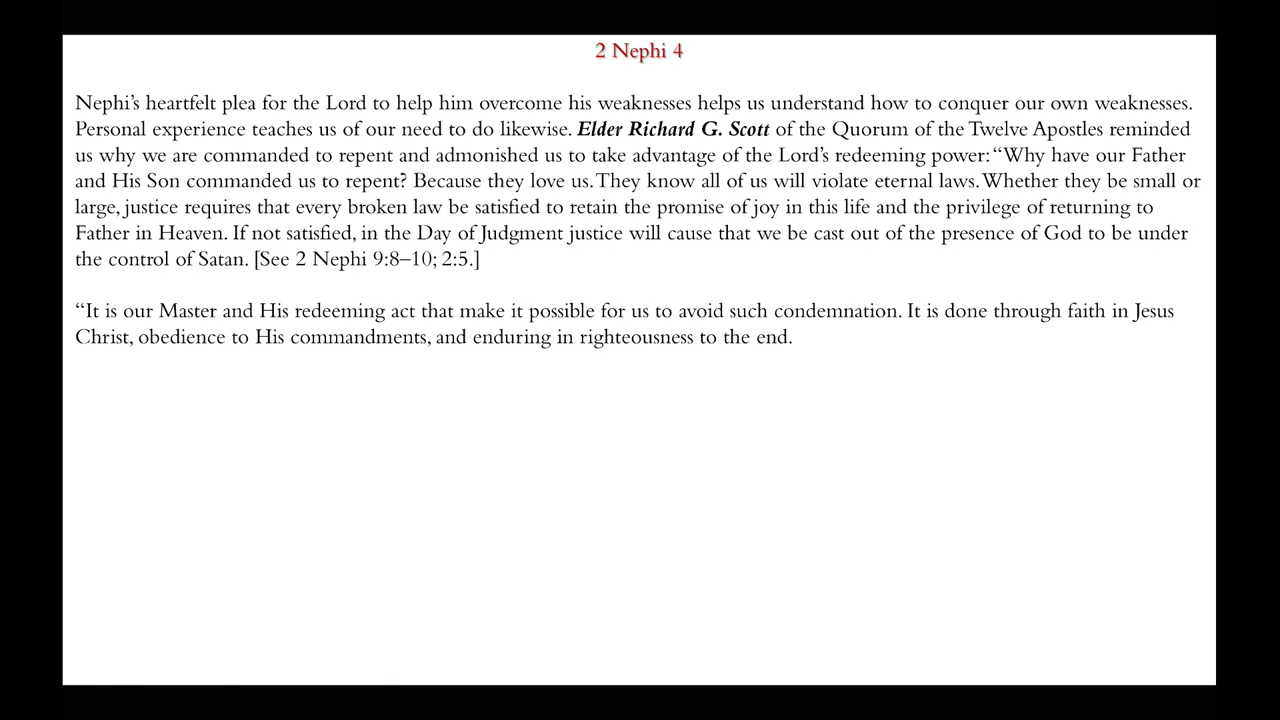 2 Nephi 4
Nephi’s heartfelt plea for the Lord to help him overcome his weaknesses helps us understand how to conquer our own weaknesses.
Personal experience teaches us of our need to do likewise. Elder Richard G. Scott of the Quorum of the Twelve Apostles reminded
us why we are commanded to repent and admonished us to take advantage of the Lord’s redeeming power: “Why have our Father
and His Son commanded us to repent? Because they love us. They know all of us will violate eternal laws. Whether they be small or
large, justice requires that every broken law be satisfied to retain the promise of joy in this life and the privilege of returning to
Father in Heaven. If not satisfied, in the Day of Judgment justice will cause that we be cast out of the presence of God to be under
the control of Satan. [See 2 Nephi 9:8–10; 2:5.]
“It is our Master and His redeeming act that make it possible for us to avoid such condemnation. It is done through faith in Jesus
Christ, obedience to His commandments, and enduring in righteousness to the end.